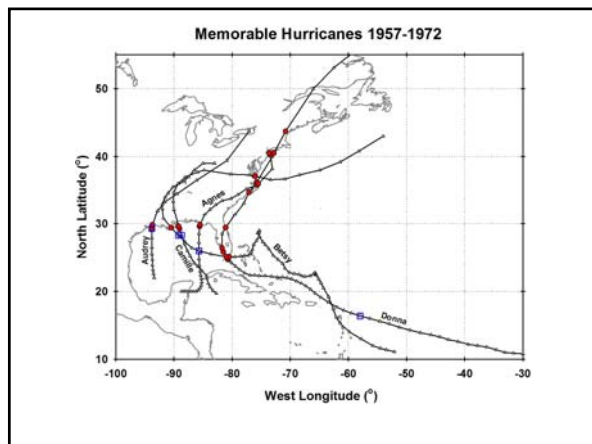 Memorable Hurricanes 1957-1972
50
40
30
20
10
North Latitude (°)
Agnes
Audrey
Camille
Betsy
Donna
-100 -90 -80 -70 -60 -50 -40 -30
West Longitude (°)